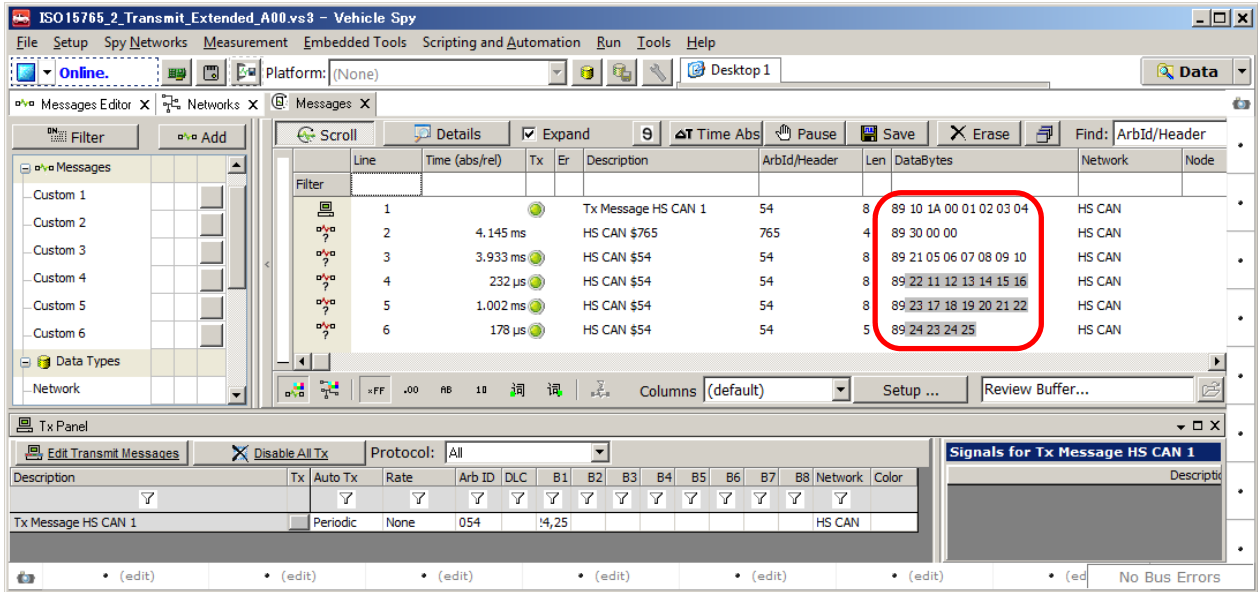 ISO15765_2_Transmit_Extended_A00.vs3 – Vehicle Spy
File Setup Spy Networks Measurement Embedded Tools Scripting and Automation Run Tools Help
Online. Platform: (None) Desktop 1 Data
Messages Editor X Networks X Messages X
Filter Add Scroll Details Expand 9 ΔT Time Abs Pause Save Erase Find: ArbId/Header
Line Time (abs/rel) Tx Er Description ArbId/Header Len DataBytes Network Node
Filter
Messages
Custom 1
Custom 2
Custom 3
Custom 4
Custom 5
Custom 6
Data Types
Network
1 Tx Message HS CAN 1 54 8 89 10 1A 00 01 02 03 04 HS CAN
2 4.145 ms HS CAN $765 765 4 89 30 00 00 HS CAN
3 3.933 ms HS CAN $54 54 8 89 21 05 06 07 08 09 10 HS CAN
4 232 µs HS CAN $54 54 8 89 22 11 12 13 14 15 16 HS CAN
5 1.002 ms HS CAN $54 54 8 89 23 17 18 19 20 21 22 HS CAN
6 178 µs HS CAN $54 54 5 89 24 23 24 25 HS CAN
×FF .00 AB 10 词 词 Columns (default) Setup ... Review Buffer...
Tx Panel
Edit Transmit Messages Disable All Tx Protocol: All
Description Tx Auto Tx Rate Arb ID DLC B1 B2 B3 B4 B5 B6 B7 B8 Network Color
Tx Message HS CAN 1 Periodic None 054 !4,25 HS CAN
Signals for Tx Message HS CAN 1
Descriptic
• (edit) • (edit) • (edit) • (edit) • (edit) • (edit) • (ed No Bus Errors